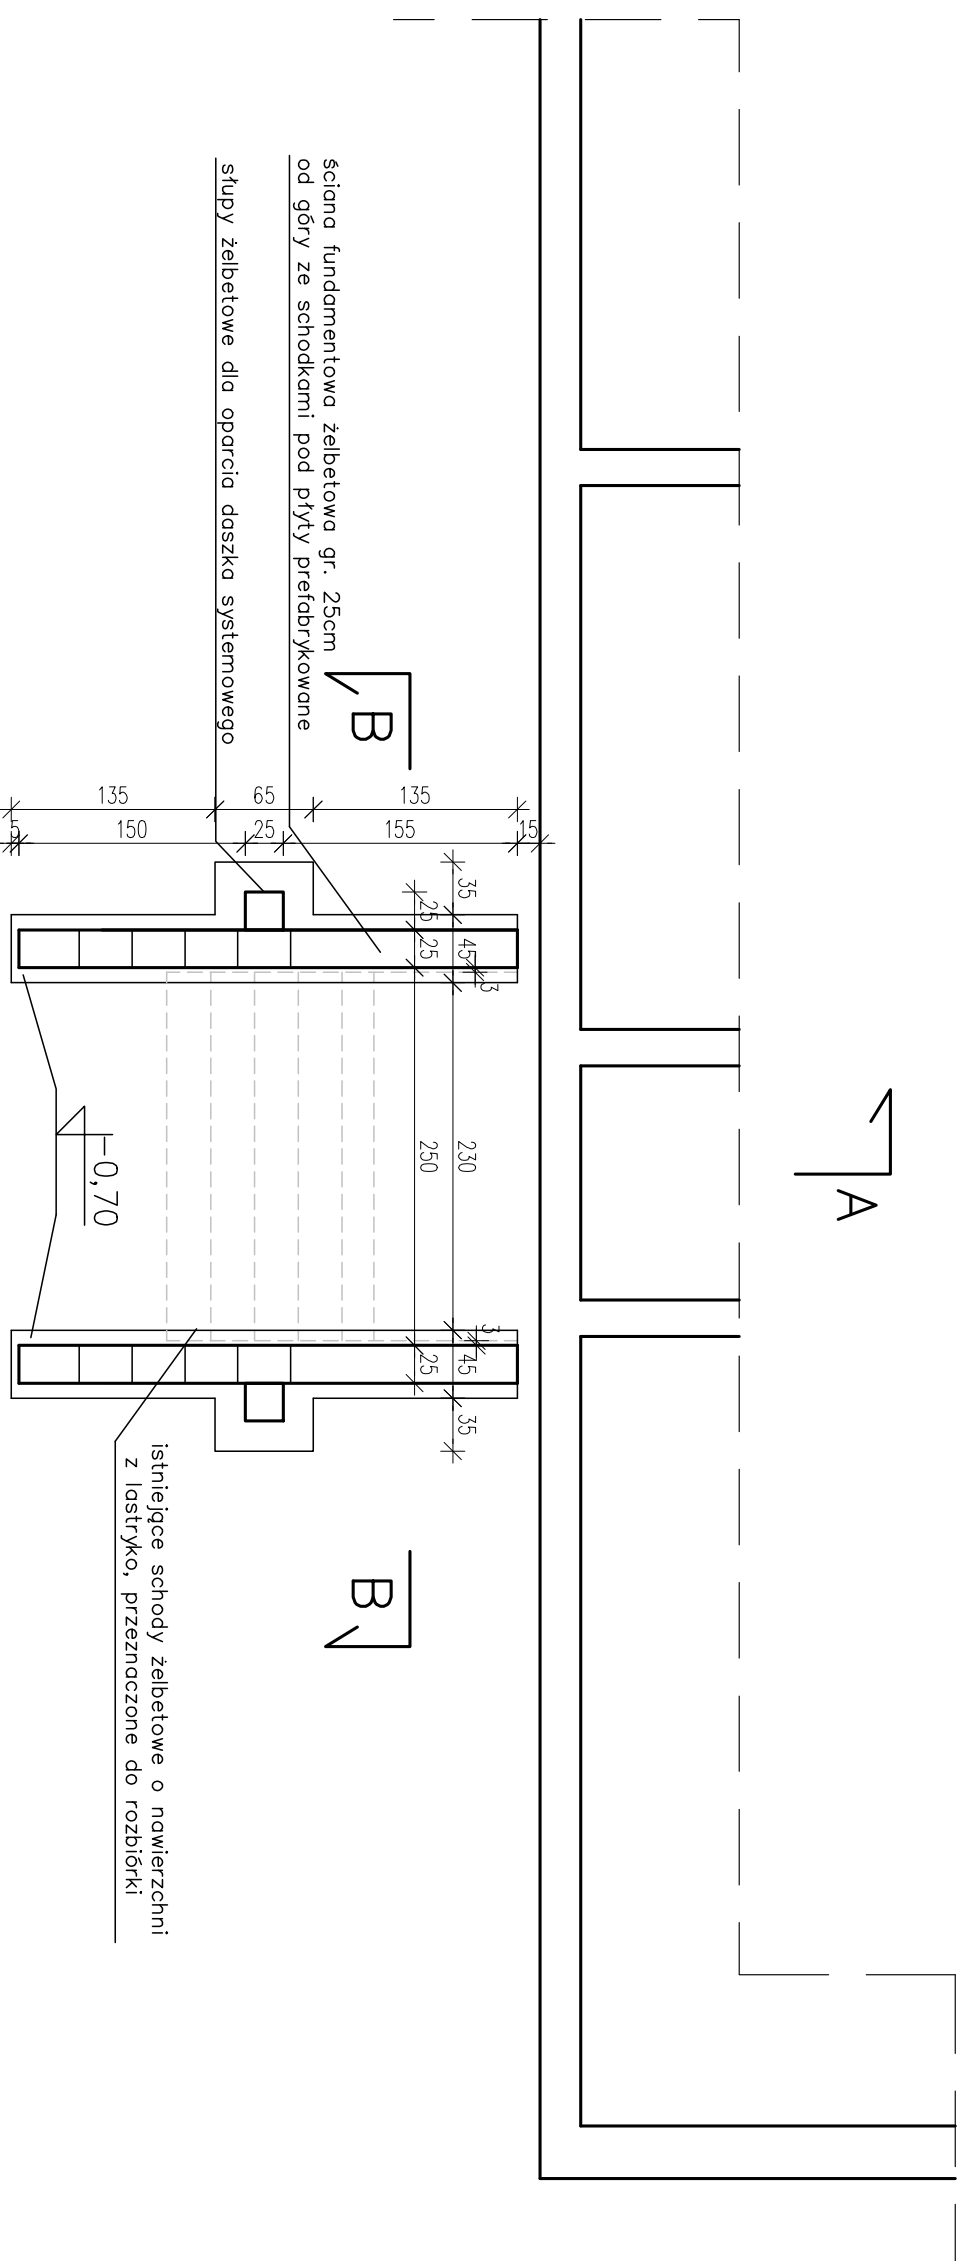 ściana fundamentowa żelbetowa gr. 25cm
od góry ze schodkami pod płyty prefabrykowane
słupy żelbetowe dla oparcia daszka systemowego
B
A
135
65
135
5
150
25
155
15
35
45
3
230
3
45
35
25
25
250
25
-0,70
B
istniejące schody żelbetowe o nawierzchni
z lastryko, przeznaczone do rozbiórki